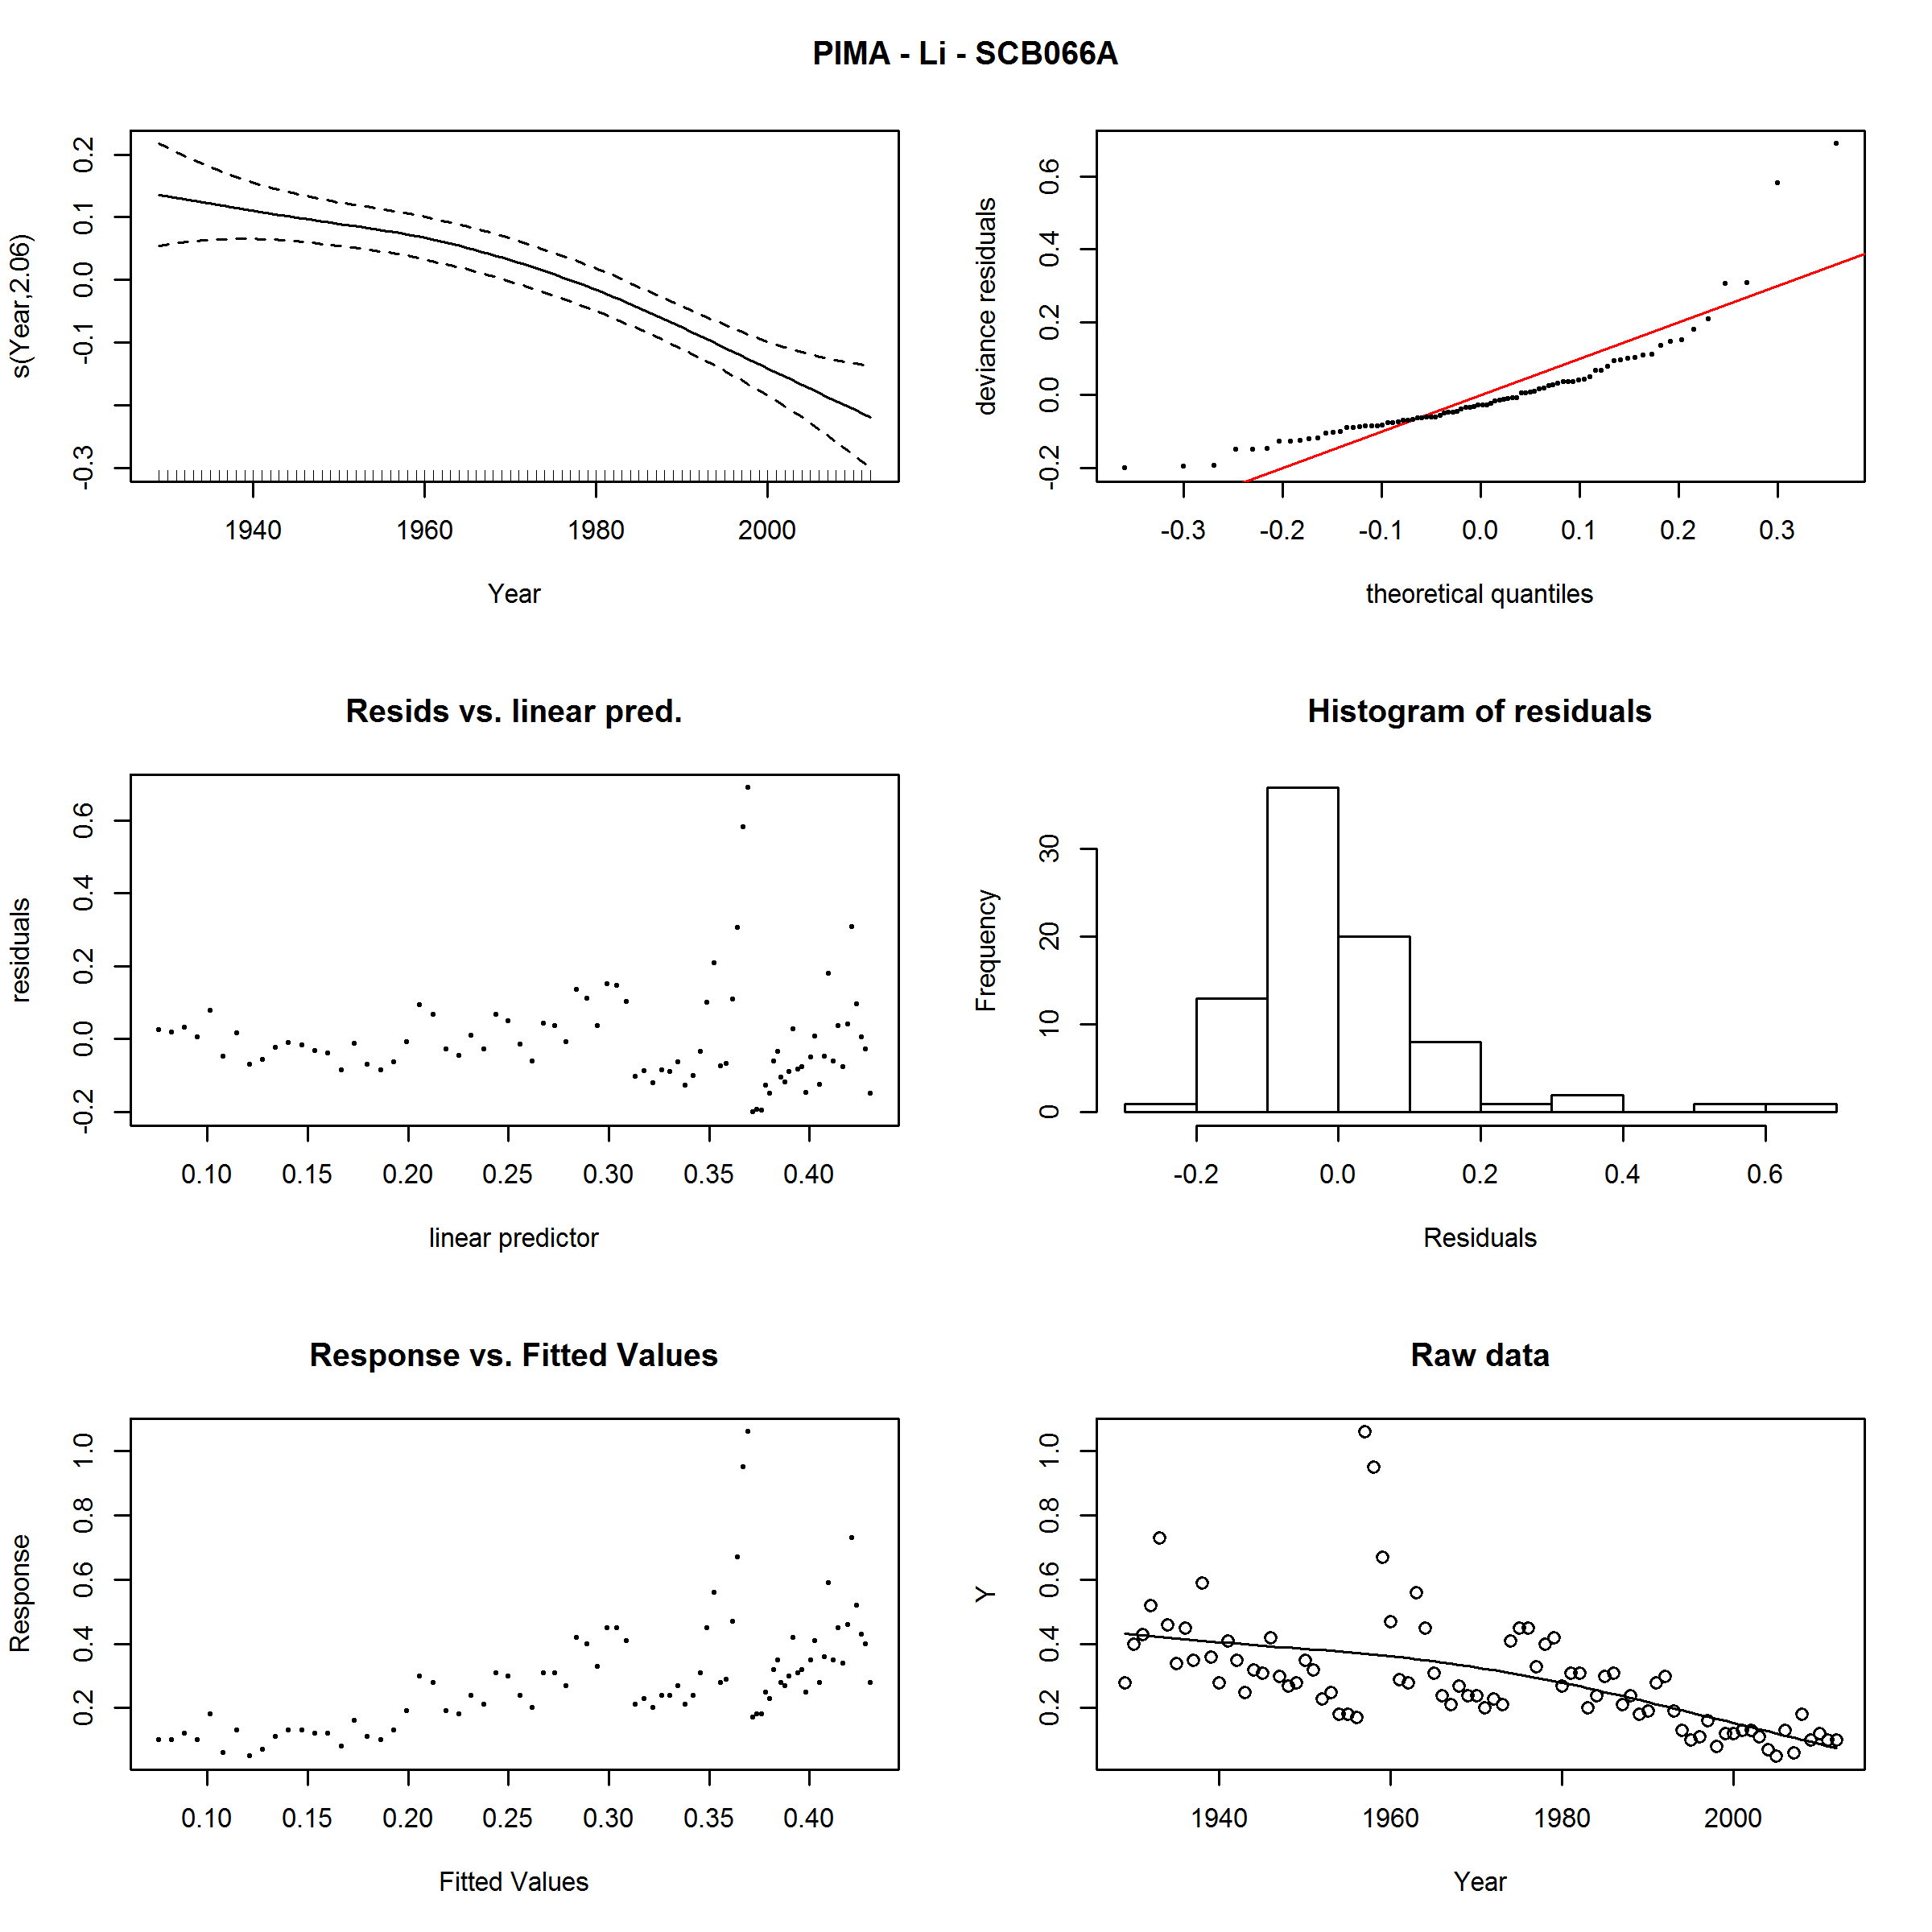 PIMA - Li - SCB066A
s(Year,2.06)
0.2
0.1
0.0
-0.1
-0.3
1940 1960 1980 2000
Year
deviance residuals
0.6
0.4
0.2
0.0
-0.2
-0.3 -0.2 -0.1 0.0 0.1 0.2 0.3
theoretical quantiles
Resids vs. linear pred.
residuals
0.6
0.4
0.2
0.0
-0.2
0.10 0.15 0.20 0.25 0.30 0.35 0.40
linear predictor
Histogram of residuals
Frequency
30
20
10
0
-0.2 0.0 0.2 0.4 0.6
Residuals
Response vs. Fitted Values
Response
1.0
0.8
0.6
0.4
0.2
0.10 0.15 0.20 0.25 0.30 0.35 0.40
Fitted Values
Raw data
Y
1.0
0.8
0.6
0.4
0.2
1940 1960 1980 2000
Year